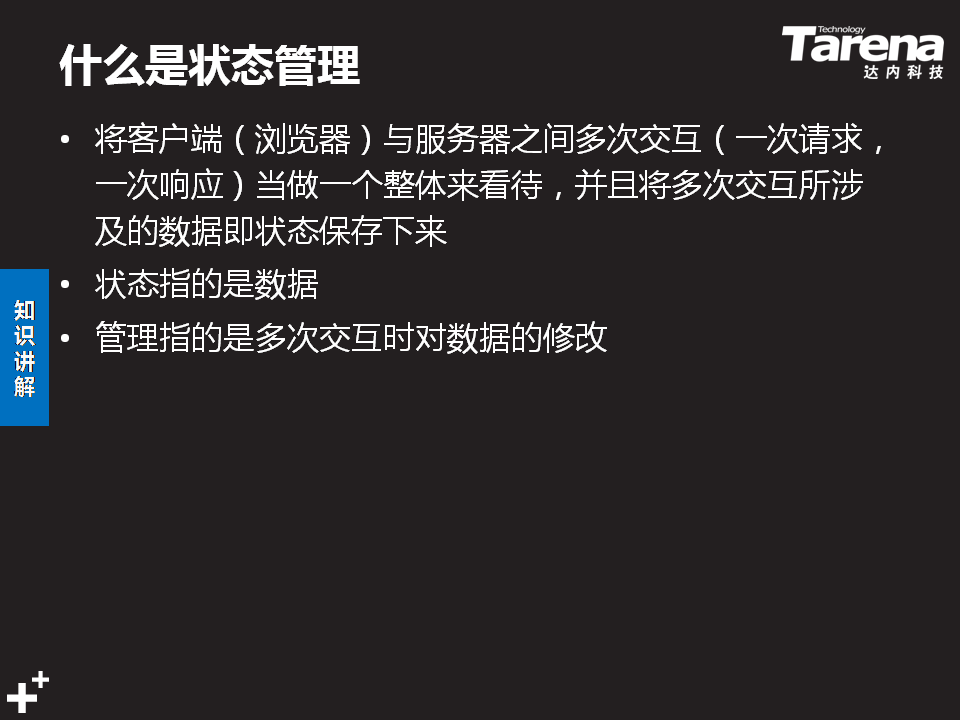 什么是状态管理
Technology
Tarena
达内科技
• 将客户端（浏览器）与服务器之间多次交互（一次请求，
一次响应）当做一个整体来看待，并且将多次交互所涉
及的数据即状态保存下来
• 状态指的是数据
• 管理指的是多次交互时对数据的修改
知
识
讲
解